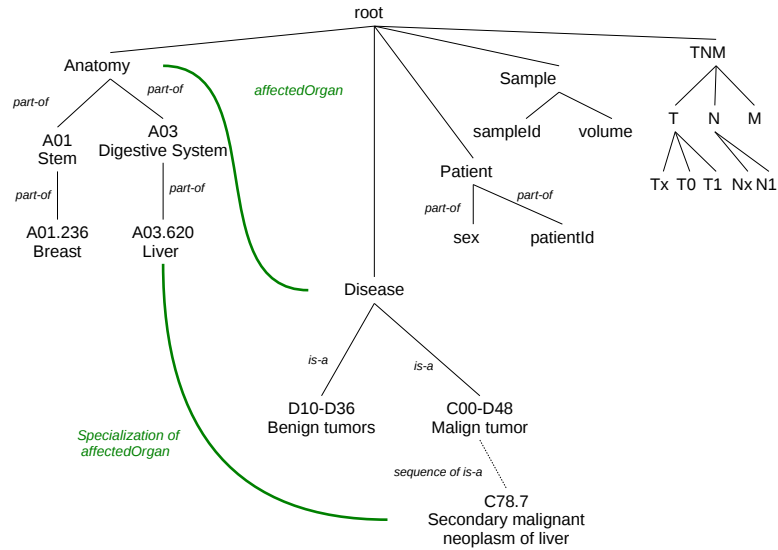 root
Anatomy
affectedOrgan
Sample
TNM
part-of
part-of
A01
Stem
A03
Digestive System
sampleId
volume
T
N
M
part-of
part-of
Patient
Tx
T0
T1
Nx
N1
part-of
part-of
A01.236
Breast
A03.620
Liver
sex
patientId
Disease
is-a
is-a
D10-D36
Benign tumors
C00-D48
Malign tumor
Specialization of
affectedOrgan
sequence of is-a
C78.7
Secondary malignant
neoplasm of liver